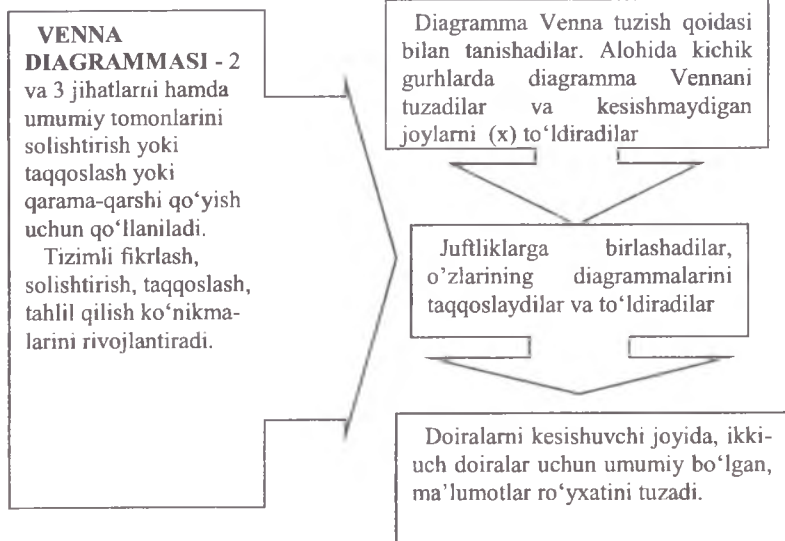 VENNA
DIAGRAMMASI - 2
va 3 jihatlarni hamda
umumiy tomonlarini
solishtirish yoki
taqqoslash yoki
qarama-qarshi qo‘yish
uchun qo‘llaniladi.
Tizimli fikrlash,
solishtirish, taqqoslash,
tahlil qilish ko‘nikma-
larini rivojlantiradi.
Diagramma Venna tuzish qoidasi
bilan tanishadilar. Alohida kichik
gurhlarda diagramma Vennani
tuzadilar va kesishmaydigan
joylarni (x) to‘ldiradilar
Juftliklarga birlashadilar,
o’zlarining diagrammalarini
taqqoslaydilar va to‘ldiradilar
Doiralarni kesishuvchi joyida, ikki-
uch doiralar uchun umumiy bo‘lgan,
ma’lumotlar ro‘yxatini tuzadi.